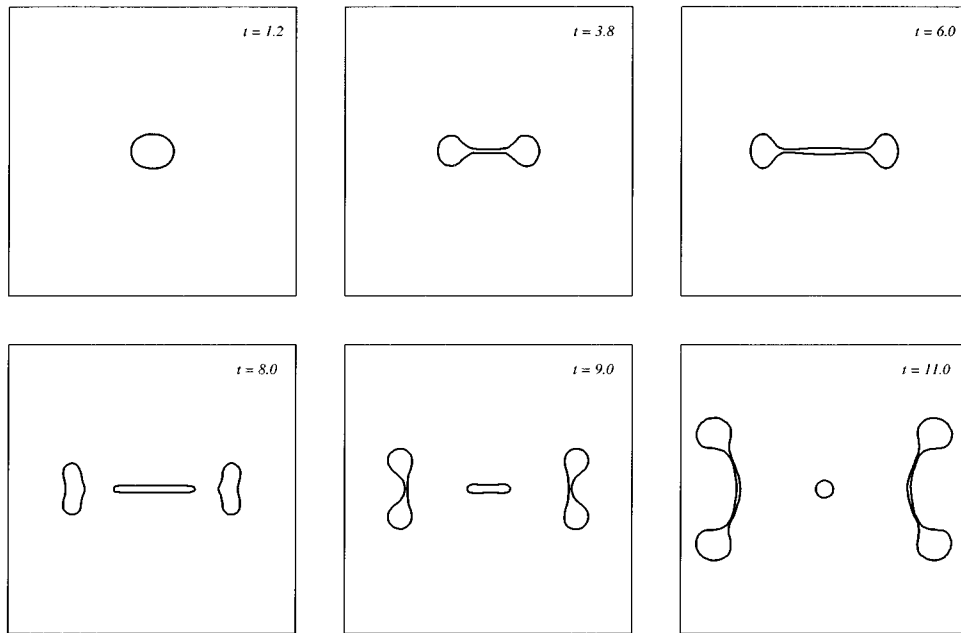 t = 1.2
t = 3.8
t = 6.0
t = 8.0
t = 9.0
t = 11.0